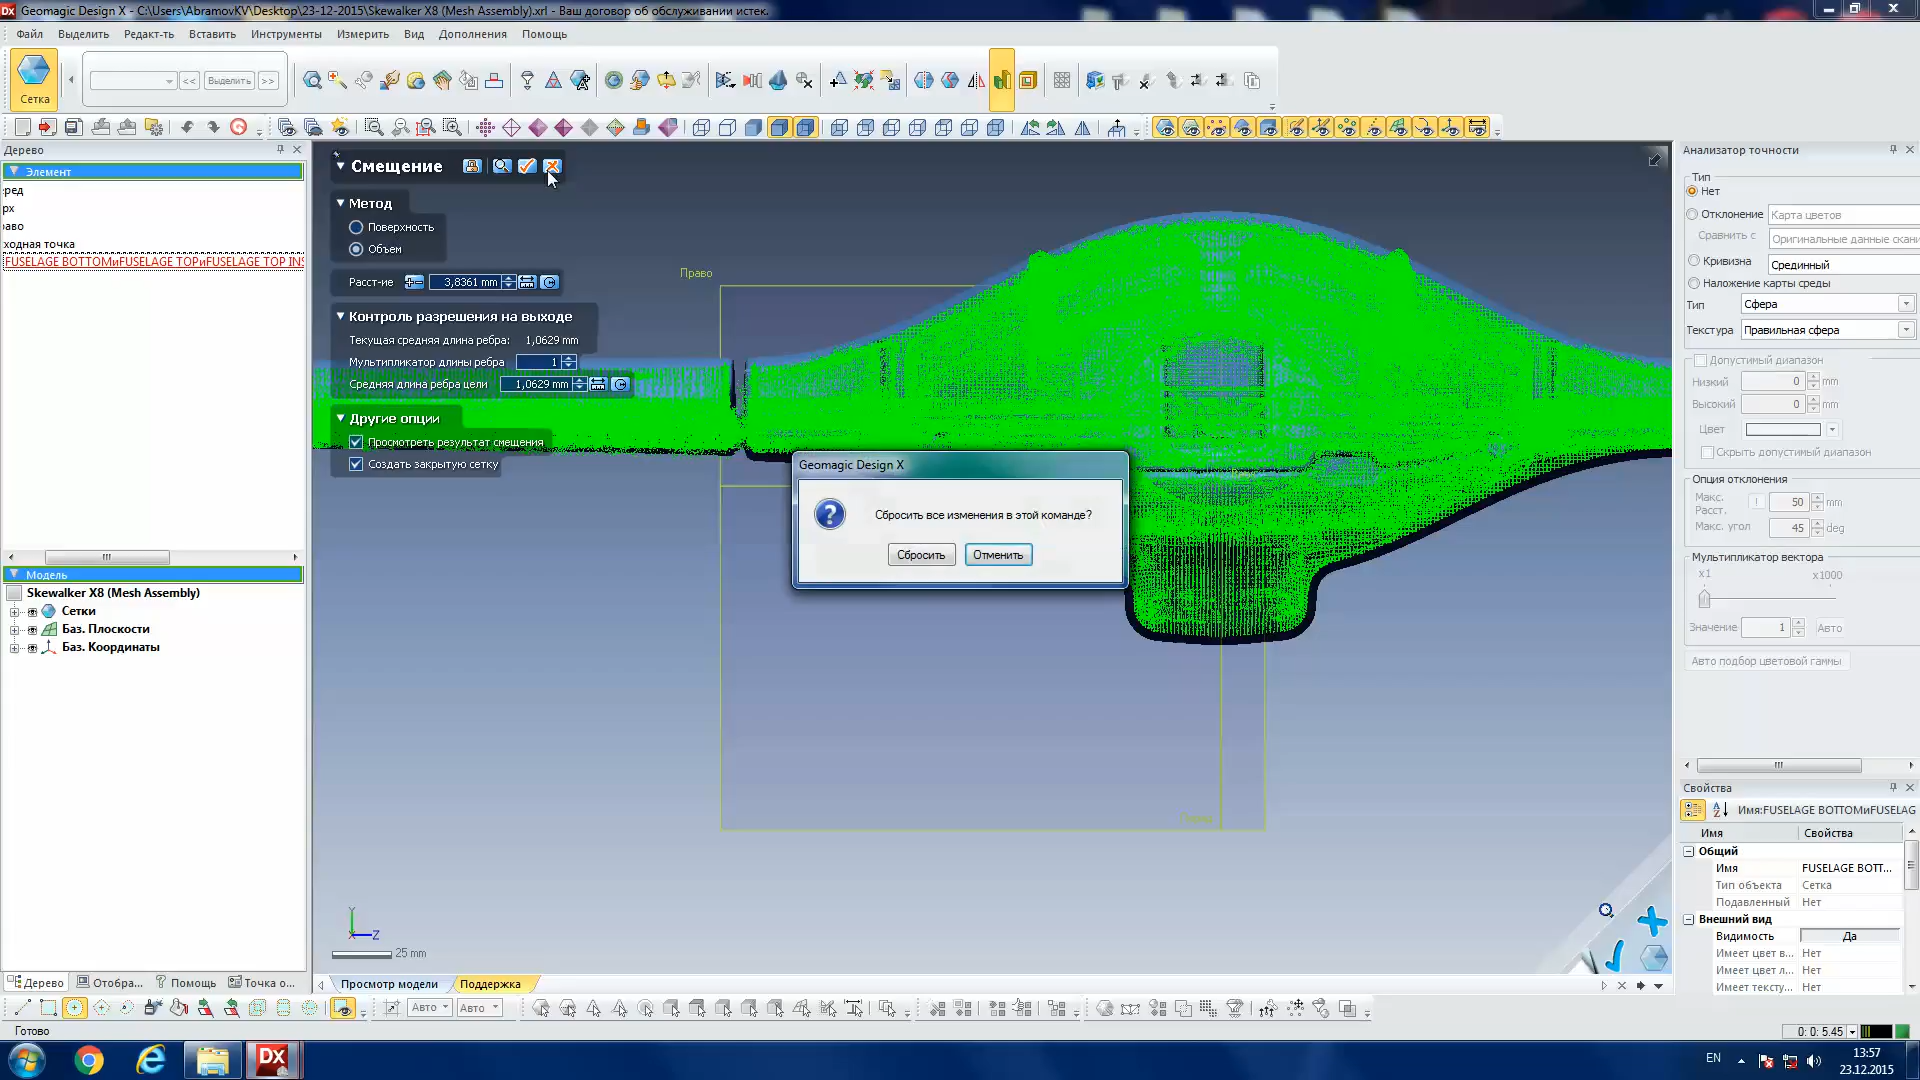 Geomagic Design X - C:\Users\AbramovKV\Desktop\23-12-2015\Skewalker X8 (Mesh Assembly).xrl - Ваш договор об обслуживании истек.
Файл Выделить Редакт-ть Вставить Инструменты Измерить Вид Дополнения Помощь
Сетка
<< Выделить >>
Дерево
Элемент
ред
рх
раво
ходная точка
FUSELAGE BOTTOMиFUSELAGE TOPиFUSELAGE TOP INS
Модель
Skewalker X8 (Mesh Assembly)
Сетки
Баз. Плоскости
Баз. Координаты
Дерево Отобра... Помощь Точка о...
Смещение
Метод
Поверхность
Объем
Расст-ие 3,8361 mm
Контроль разрешения на выходе
Текущая средняя длина ребра: 1,0629 mm
Мультипликатор длины ребра 1
Средняя длина ребра цели 1,0629 mm
Другие опции
Просмотреть результат смещения
Создать закрытую сетку
Право
Geomagic Design X
Сбросить все изменения в этой команде?
Сбросить Отменить
Y
X Z
25 mm
Просмотр модели Поддержка
Анализатор точности
Тип
Нет
Отклонение Карта цветов
Сравнить с Оригинальные данные скани
Кривизна Срединный
Наложение карты среды
Тип Сфера
Текстура Правильная сфера
Допустимый диапазон
Низкий 0 mm
Высокий 0 mm
Цвет
Скрыть допустимый диапазон
Опция отклонения
Макс. Расст. 50 mm
Макс. угол 45 deg
Мультипликатор вектора
x1 x1000
Значение 1 Авто
Авто подбор цветовой гаммы
Свойства
Имя:FUSELAGE BOTTOMиFUSELAG
Имя Свойства
Общий
Имя FUSELAGE BOTT...
Тип объекта Сетка
Подавленный Нет
Внешний вид
Видимость Да
Имеет цвет в... Нет
Имеет цвет л... Нет
Имеет тексту... Нет
Авто Авто
Готово
0: 0: 5.45
DX
EN
13:57
23.12.2015